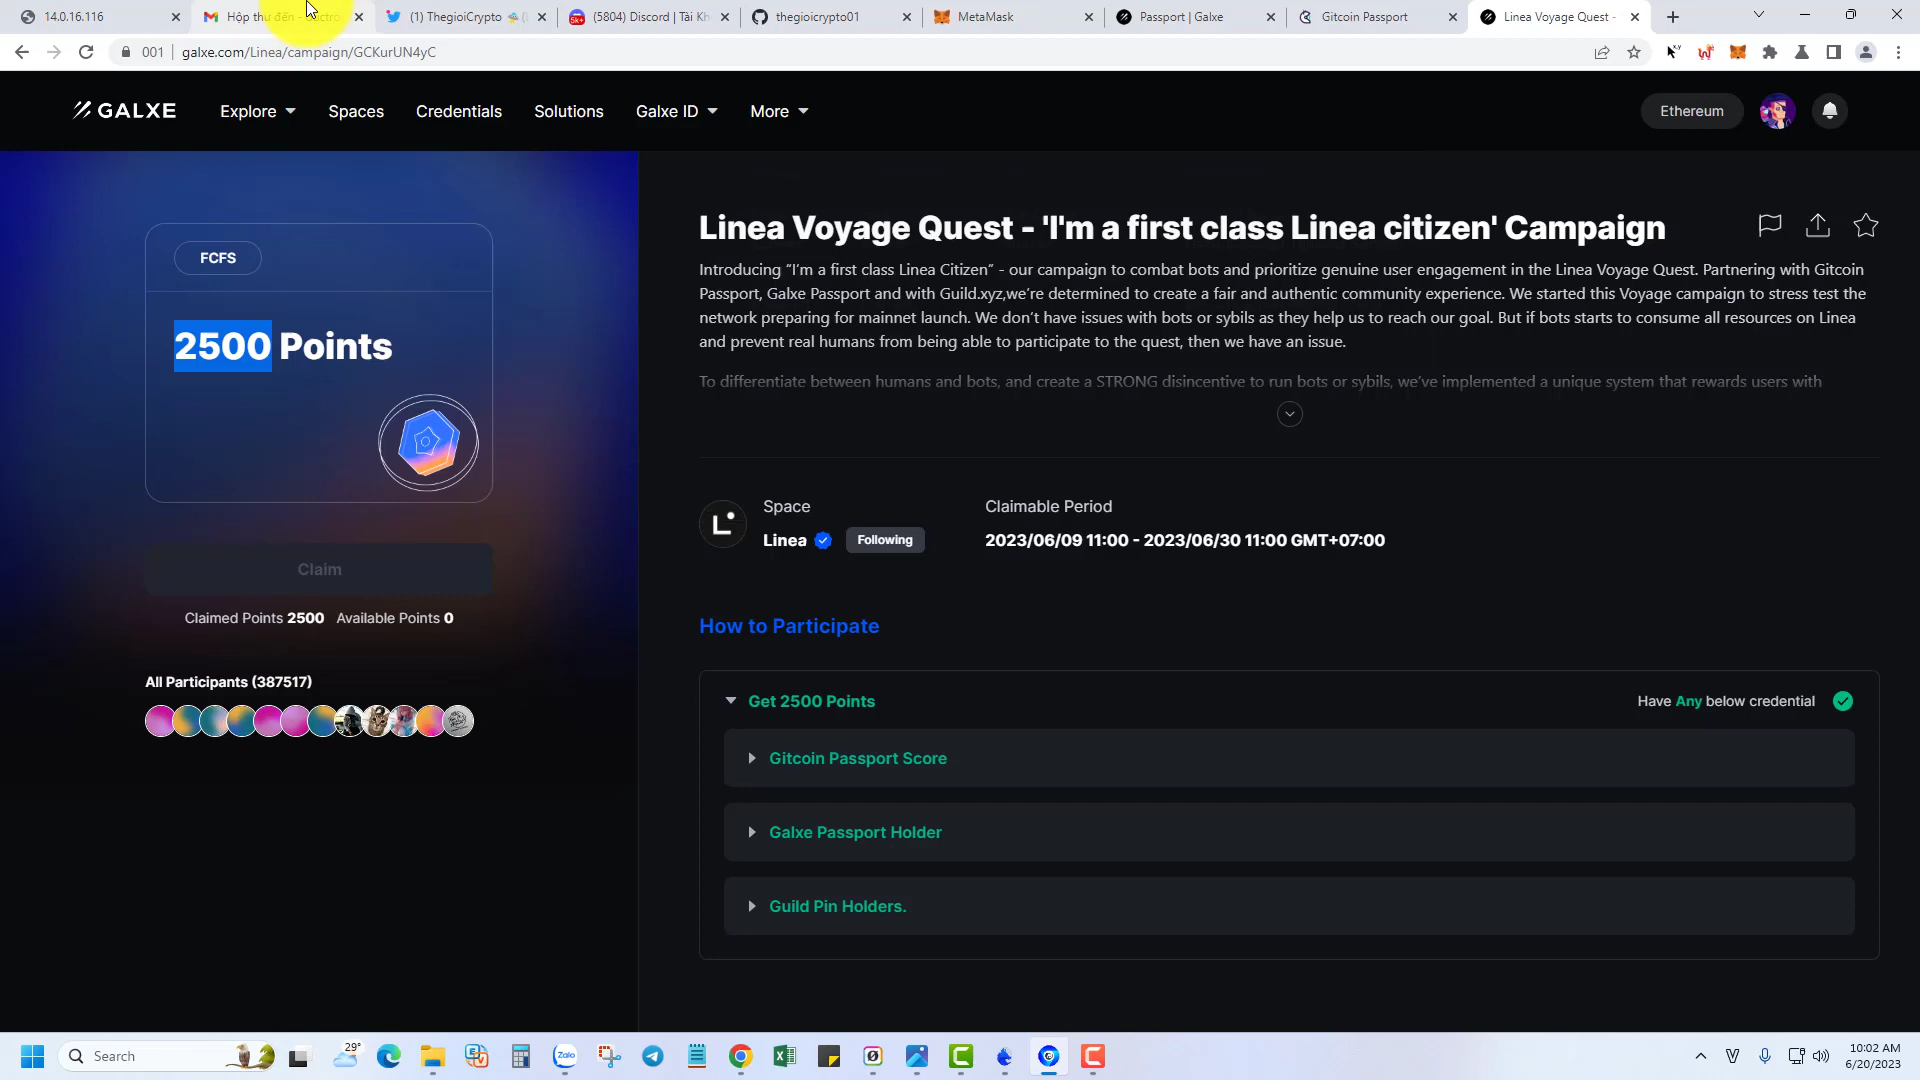 14.0.16.116
Hộp thư đến -
(1) ThegioiCrypto
(5804) Discord | Tài Kh
thegioicrypto01
MetaMask
Passport | Galxe
Gitcoin Passport
Linea Voyage Quest -
001
galxe.com/Linea/campaign/GCKurUN4yC
GALXE
Explore
Spaces
Credentials
Solutions
Galxe ID
More
Ethereum
FCFS
2500 Points
Claim
Claimed Points 2500 Available Points 0
All Participants (387517)
Linea Voyage Quest - 'I'm a first class Linea citizen' Campaign
Introducing “I'm a first class Linea Citizen” - our campaign to combat bots and prioritize genuine user engagement in the Linea Voyage Quest. Partnering with Gitcoin
Passport, Galxe Passport and with Guild.xyz,we're determined to create a fair and authentic community experience. We started this Voyage campaign to stress test the
network preparing for mainnet launch. We don't have issues with bots or sybils as they help us to reach our goal. But if bots starts to consume all resources on Linea
and prevent real humans from being able to participate to the quest, then we have an issue.
To differentiate between humans and bots, and create a STRONG disincentive to run bots or sybils, we've implemented a unique system that rewards users with
Space
Linea
Following
Claimable Period
2023/06/09 11:00 - 2023/06/30 11:00 GMT+07:00
How to Participate
Get 2500 Points
Have Any below credential
Gitcoin Passport Score
Galxe Passport Holder
Guild Pin Holders.
Search
29°
Zalo
V
10:02 AM
6/20/2023